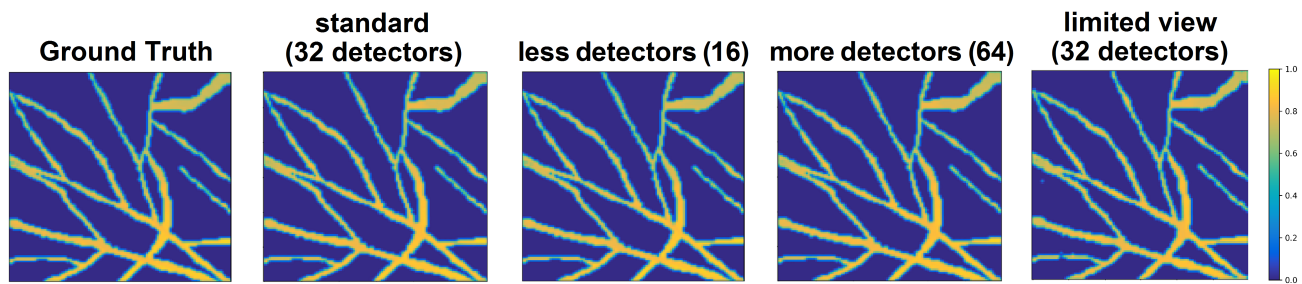 Ground Truth
standard
(32 detectors)
less detectors (16)
more detectors (64)
limited view
(32 detectors)
1.0
0.8
0.6
0.4
0.2
0.0